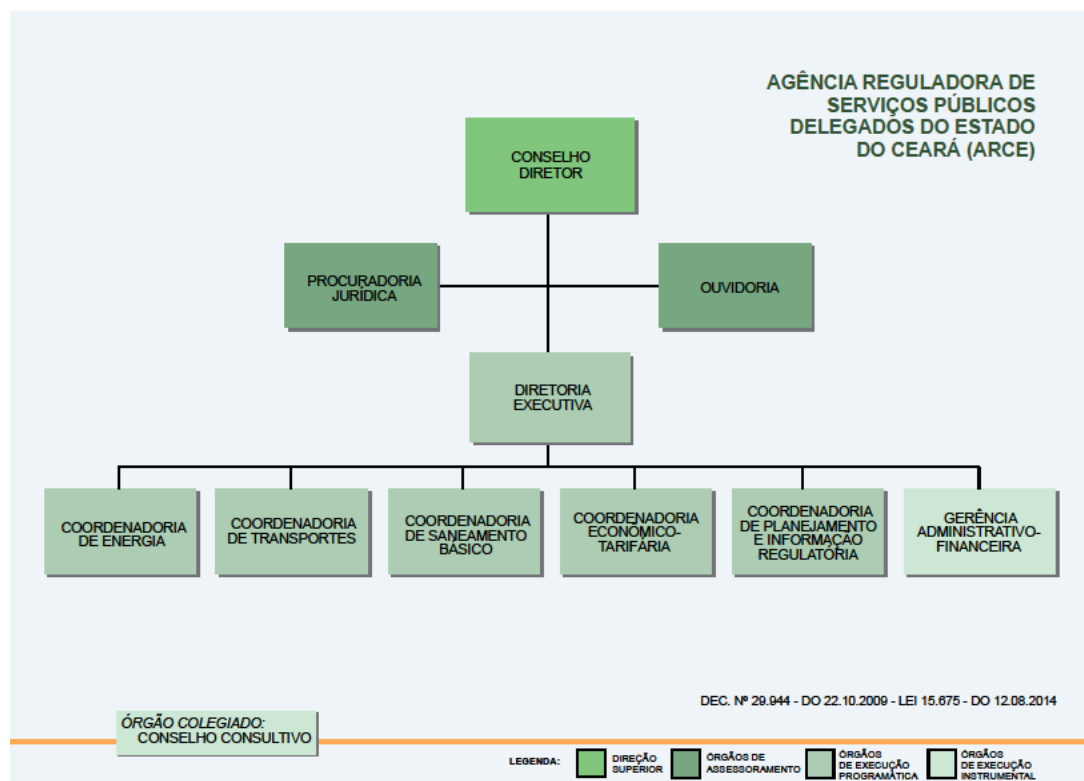 AGÊNCIA REGULADORA DE
SERVIÇOS PÚBLICOS
DELEGADOS DO ESTADO
DO CEARÁ (ARCE)
CONSELHO
DIRETOR
PROCURADORIA
JURÍDICA
OUVIDORIA
DIRETORIA
EXECUTIVA
COORDENADORIA
DE ENERGIA
COORDENADORIA
DE TRANSPORTES
COORDENADORIA
DE SANEAMENTO
BÁSICO
COORDENADORIA
ECONÔMICO-
TARIFÁRIA
COORDENADORIA
DE PLANEJAMENTO
E INFORMAÇÃO
REGULATÓRIA
GERÊNCIA
ADMINISTRATIVO-
FINANCEIRA
DEC. Nº 29.944 - DO 22.10.2009 - LEI 15.675 - DO 12.08.2014
ÓRGÃO COLEGIADO:
CONSELHO CONSULTIVO
LEGENDA:
DIREÇÃO
SUPERIOR
ÓRGÃOS DE
ASSESSORAMENTO
ÓRGÃOS
DE EXECUÇÃO
PROGRAMÁTICA
ÓRGÃOS
DE EXECUÇÃO
INSTRUMENTAL